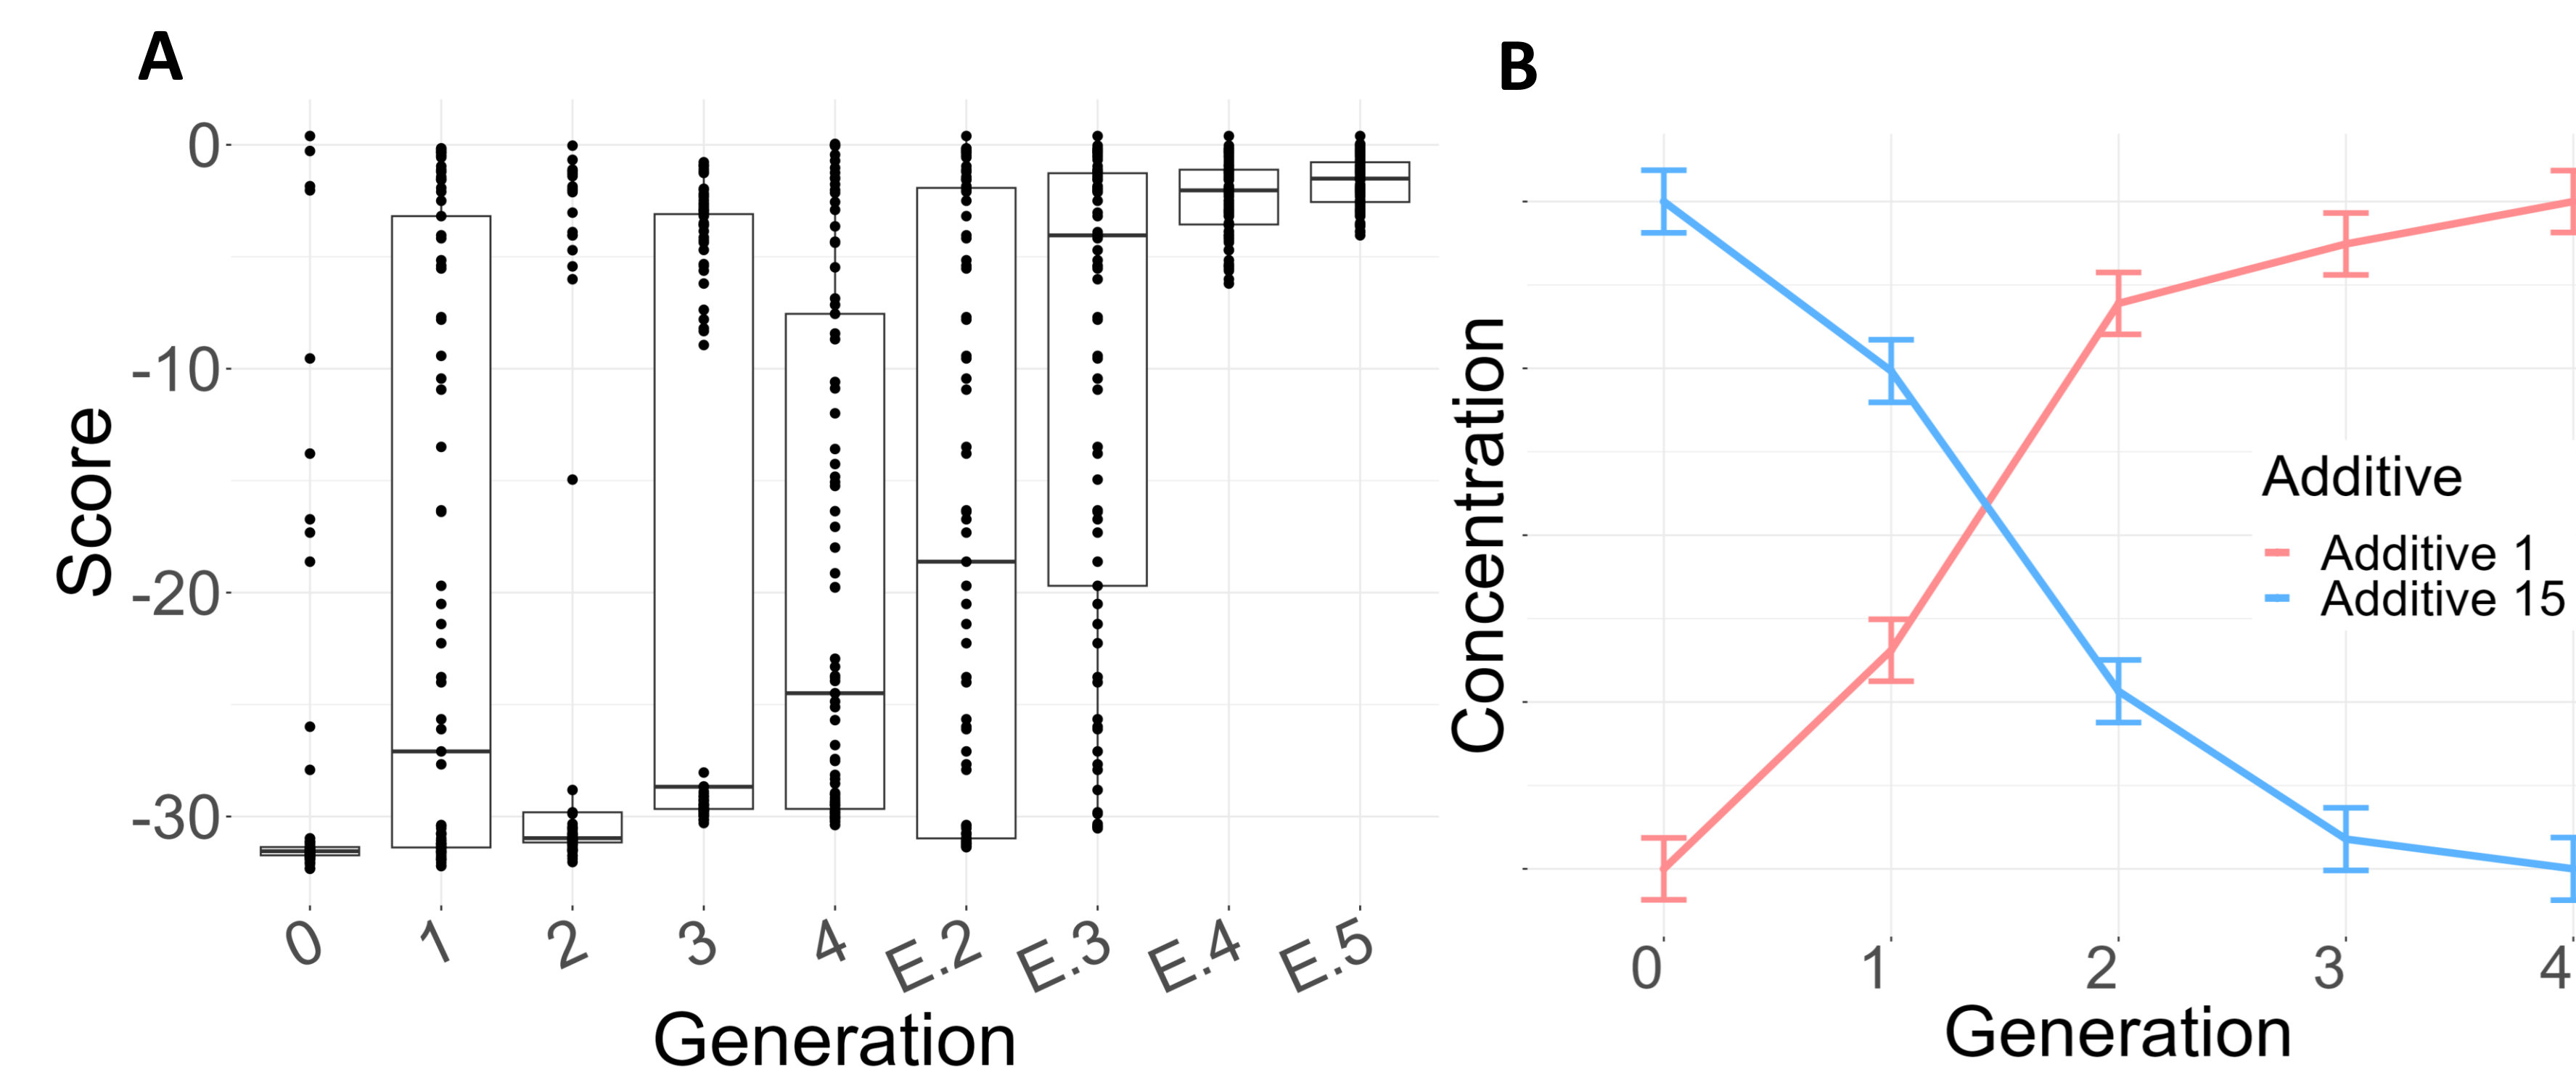 A
Score
0
-10
-20
-30
0 1 2 3 4 E.2 E.3 E.4 E.5
Generation
B
Concentration
Additive
Additive 1
Additive 15
0 1 2 3 4
Generation